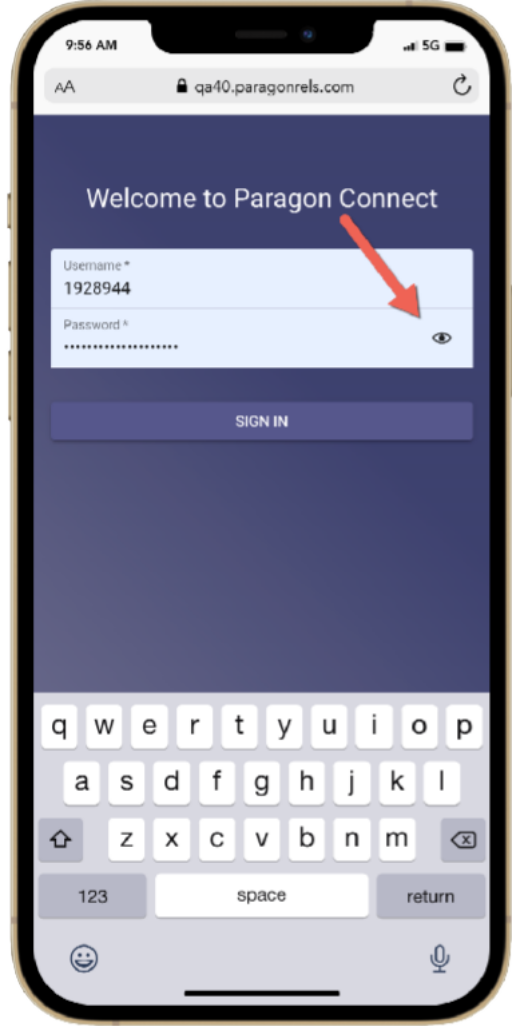 9:56 AM
5G
AA
qa40.paragonrels.com
Welcome to Paragon Connect
Username *
1928944
Password *
••••••••••••••••••••
SIGN IN
q w e r t y u i o p
a s d f g h j k l
z x c v b n m
123 space return